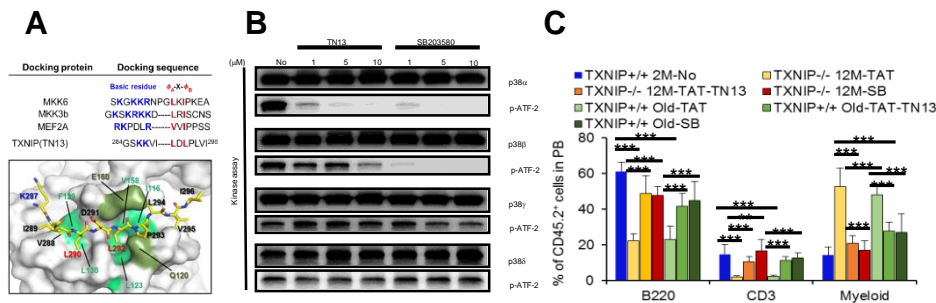 A
Docking protein Docking sequence
Basic residue ϕA-X-ϕB
MKK6 SKGKKRNPGLKIPKEA
MKK3b GKSKRKKD----LRISCNS
MEF2A RKPDLR------VVIPPSS
TXNIP(TN13) 284GSKKVI----LDLPLVI296
E160
V158
116
I296
K287
F129
D291
L294
I289
V288
P293
V295
L290
L292
L130
Q120
L123
B
TN13 SB203580
(μM) No 1 5 10 1 5 10
Kinase assay
p38α
p-ATF-2
p38β
p-ATF-2
p38γ
p-ATF-2
p38δ
p-ATF-2
C
TXNIP+/+ 2M-No TXNIP-/- 12M-TAT
TXNIP-/- 12M-TAT-TN13 TXNIP-/- 12M-SB
TXNIP+/+ Old-TAT TXNIP+/+ Old-TAT-TN13
TXNIP+/+ Old-SB
% of CD45.2+ cells in PB
80
60
40
20
0
*** *** *** ***
*** ** *** *** ***
*** *** *** ***
B220 CD3 Myeloid